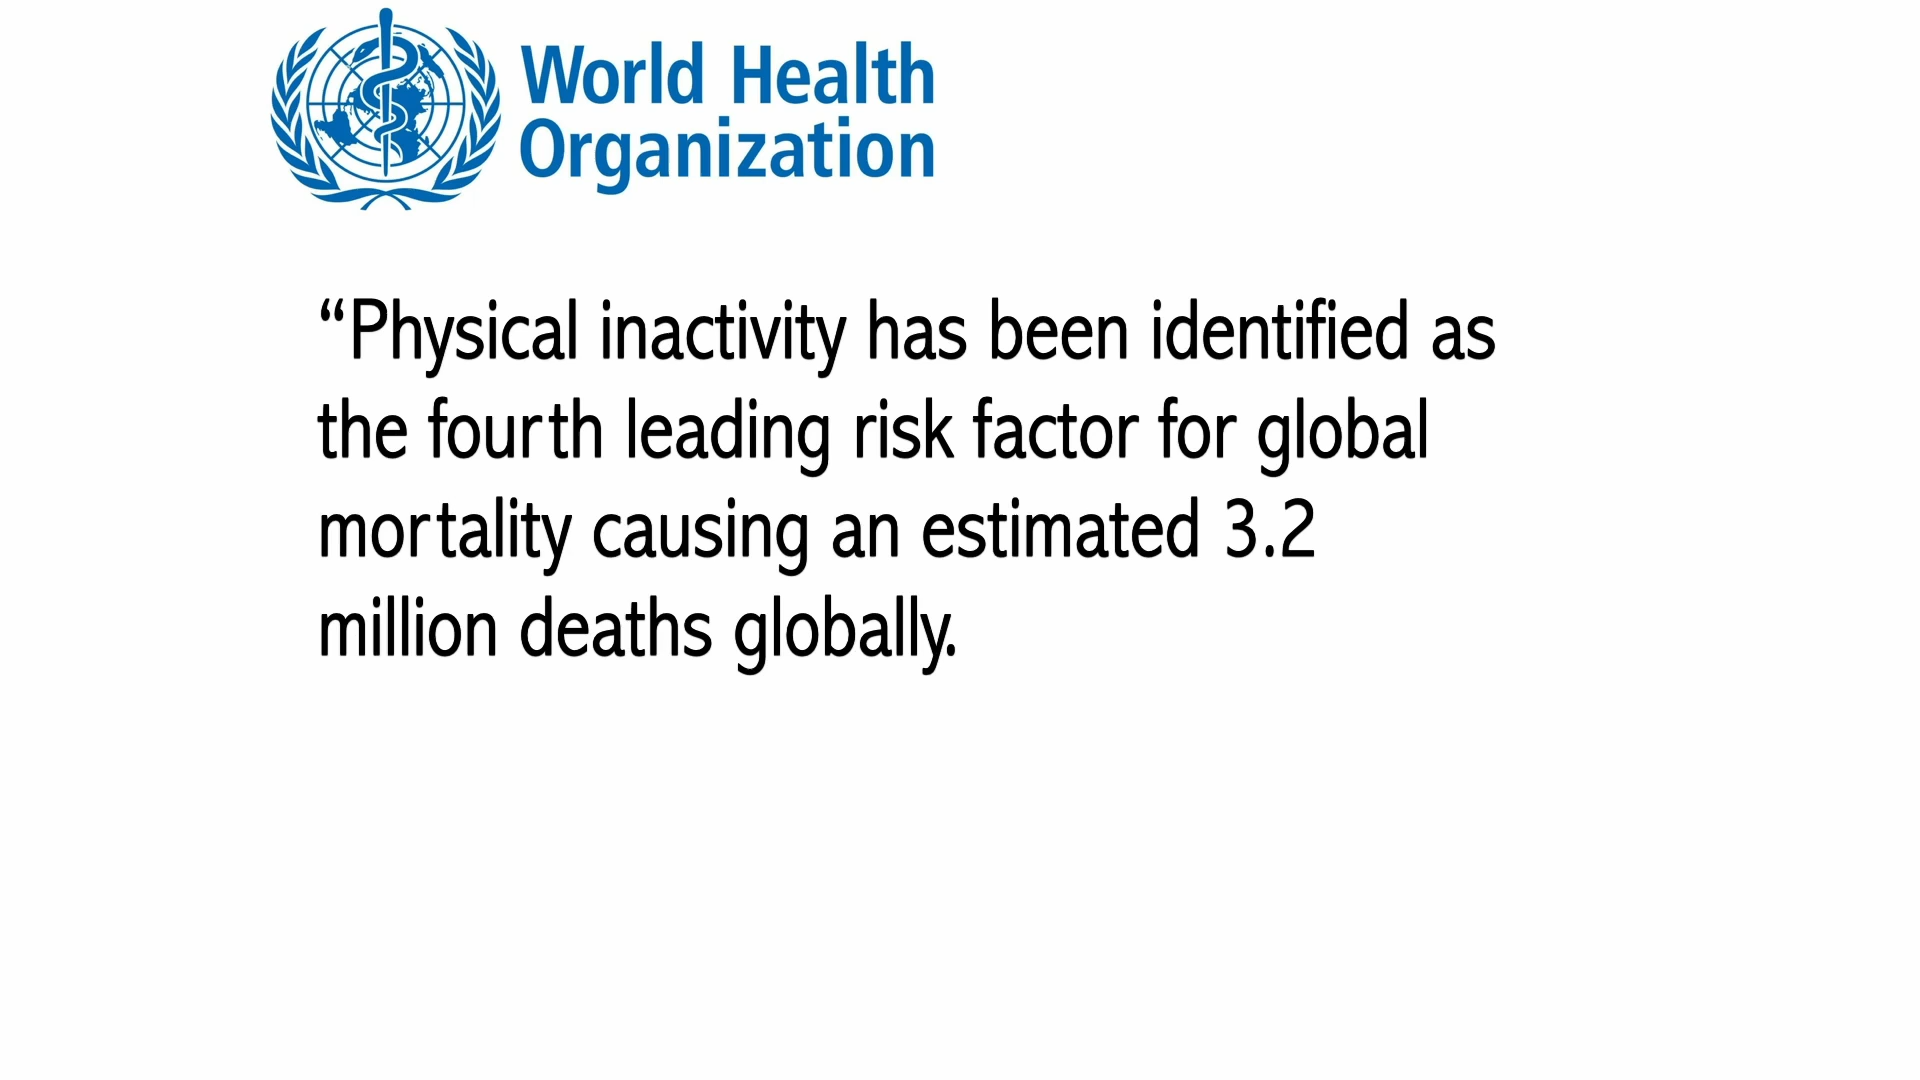 World Health
Organization
“Physical inactivity has been identified as
the fourth leading risk factor for global
mortality causing an estimated 3.2
million deaths globally.